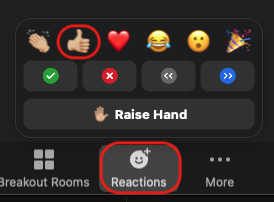 Raise Hand
Breakout Rooms
Reactions
More